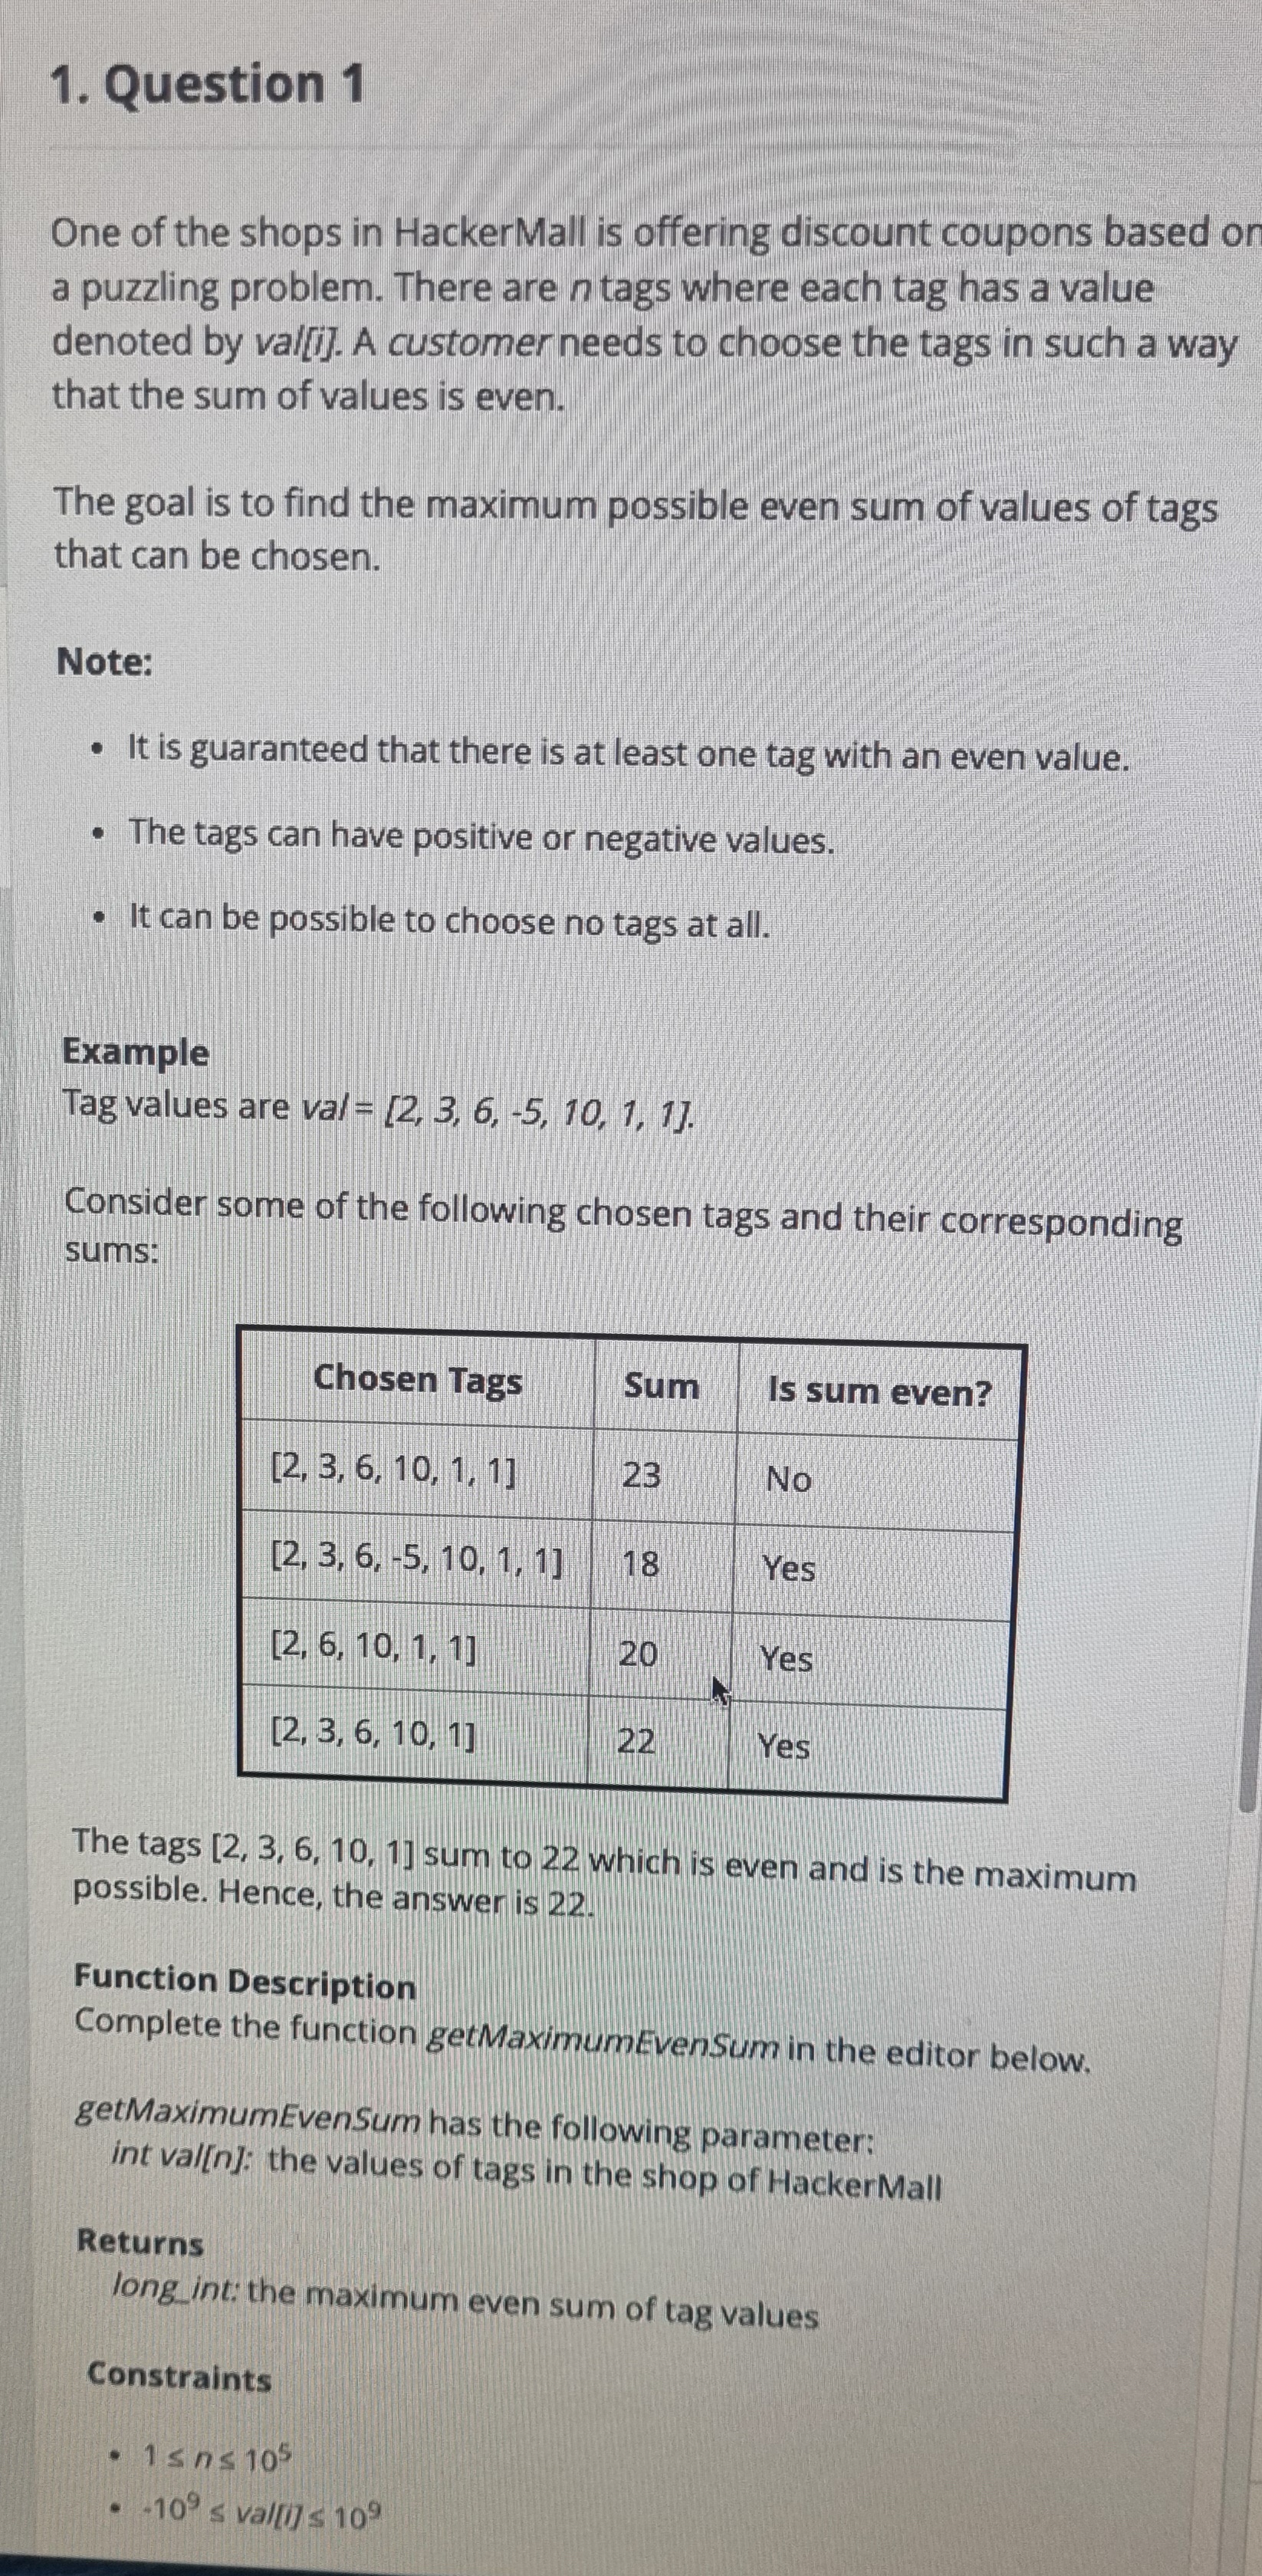 1. Question 1
One of the shops in HackerMall is offering discount coupons based on
a puzzling problem. There are n tags where each tag has a value
denoted by val[i]. A customer needs to choose the tags in such a way
that the sum of values is even.
The goal is to find the maximum possible even sum of values of tags
that can be chosen.
Note:
• It is guaranteed that there is at least one tag with an even value.
• The tags can have positive or negative values.
• It can be possible to choose no tags at all.
Example
Tag values are val = [2, 3, 6, -5, 10, 1, 1].
Consider some of the following chosen tags and their corresponding
sums:
Chosen Tags Sum Is sum even?
[2, 3, 6, 10, 1, 1] 23 No
[2, 3, 6, -5, 10, 1, 1] 18 Yes
[2, 6, 10, 1, 1] 20 Yes
[2, 3, 6, 10, 1] 22 Yes
The tags [2, 3, 6, 10, 1] sum to 22 which is even and is the maximum
possible. Hence, the answer is 22.
Function Description
Complete the function getMaximumEvenSum in the editor below.
getMaximumEvenSum has the following parameter:
int val[n]: the values of tags in the shop of HackerMall
Returns
long_int: the maximum even sum of tag values
Constraints
• 1 ≤ n ≤ 10⁵
• -10⁹ ≤ val[i] ≤ 10⁹